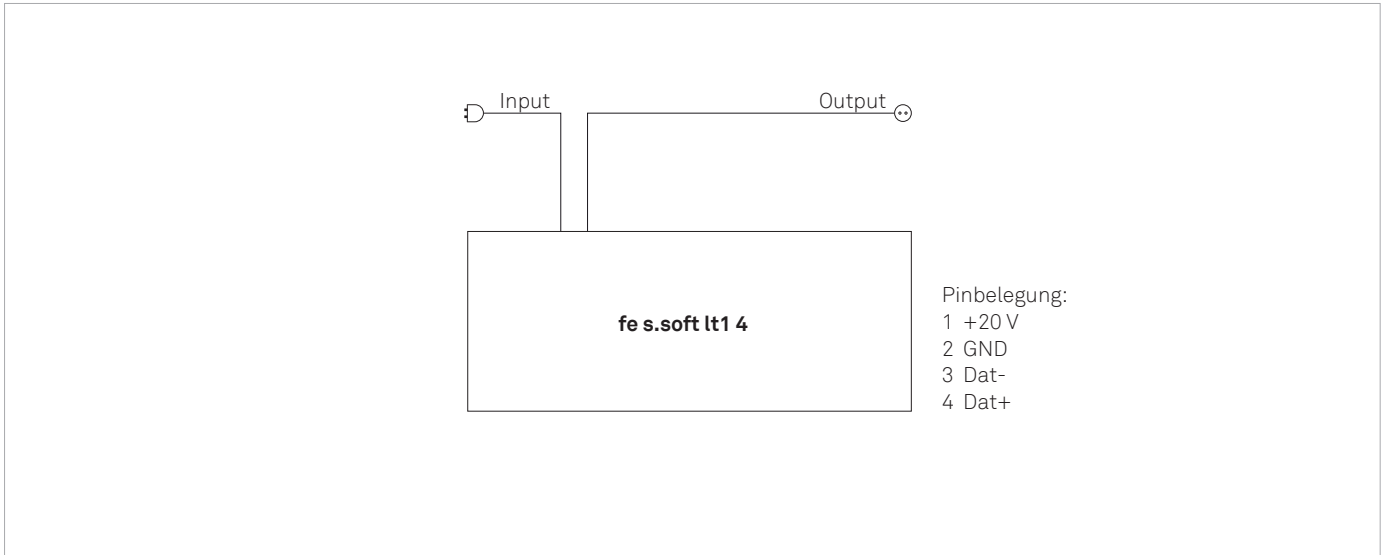 Input
Output
fe s.soft lt1 4
Pinbelegung:
1 +20 V
2 GND
3 Dat-
4 Dat+